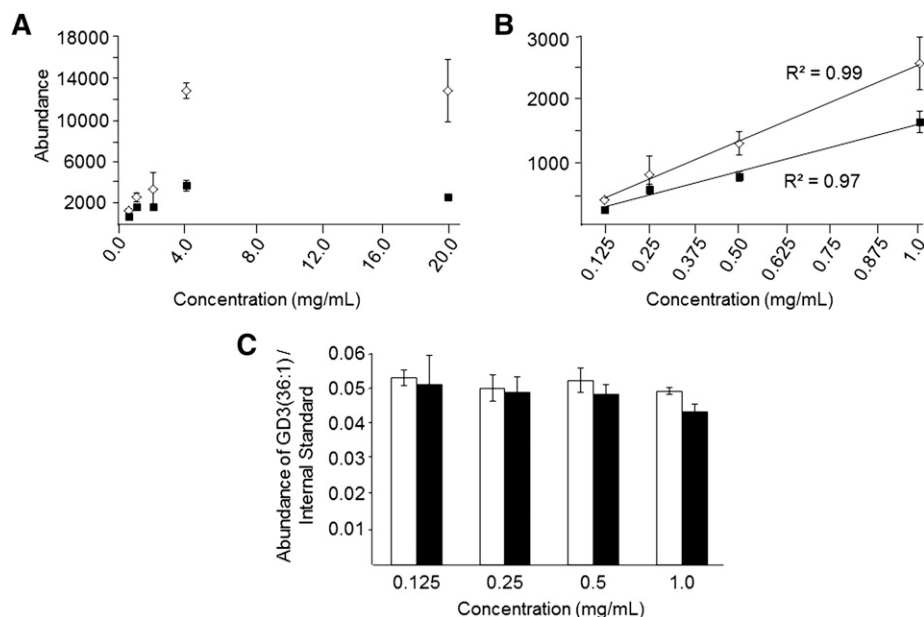 A
Abundance
18000
14000
10000
6000
2000
0.0
4.0
8.0
12.0
16.0
20.0
Concentration (mg/mL)
B
3000
2000
1000
R² = 0.99
R² = 0.97
0.125
0.25
0.375
0.50
0.625
0.75
0.875
1.0
Concentration (mg/mL)
C
Abundance of GD3(36:1) /
Internal Standard
0.06
0.05
0.04
0.03
0.02
0.01
0.125 0.25 0.5 1.0
Concentration (mg/mL)